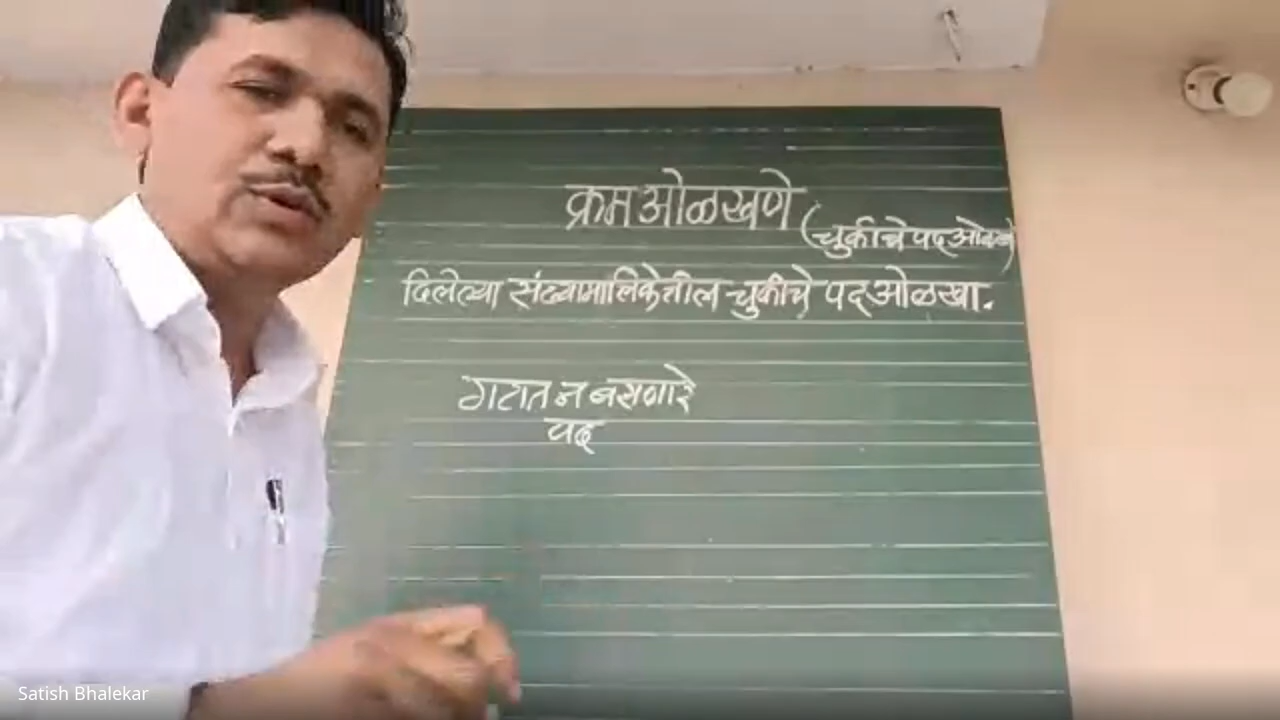 क्रम ओळखणे
(चुकीचे पद ओळखा)
दिलेल्या संख्यामालिकेतील चुकीचे पद ओळखा.
गटात न बसणारे
पद
Satish Bhalekar